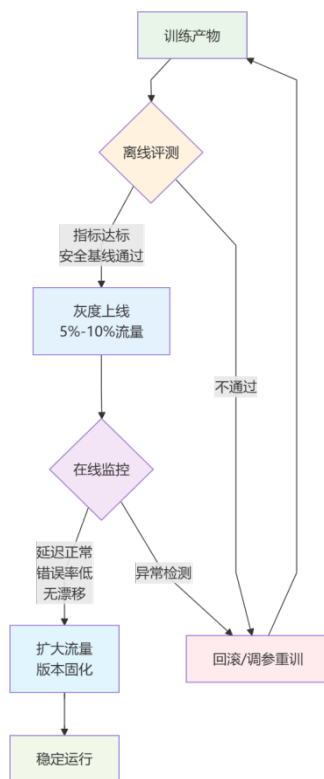 训练产物
离线评测
指标达标
安全基线通过
灰度上线
5%-10%流量
不通过
在线监控
延迟正常
错误率低
无漂移
异常检测
扩大流量
版本固化
回滚/调参重训
稳定运行